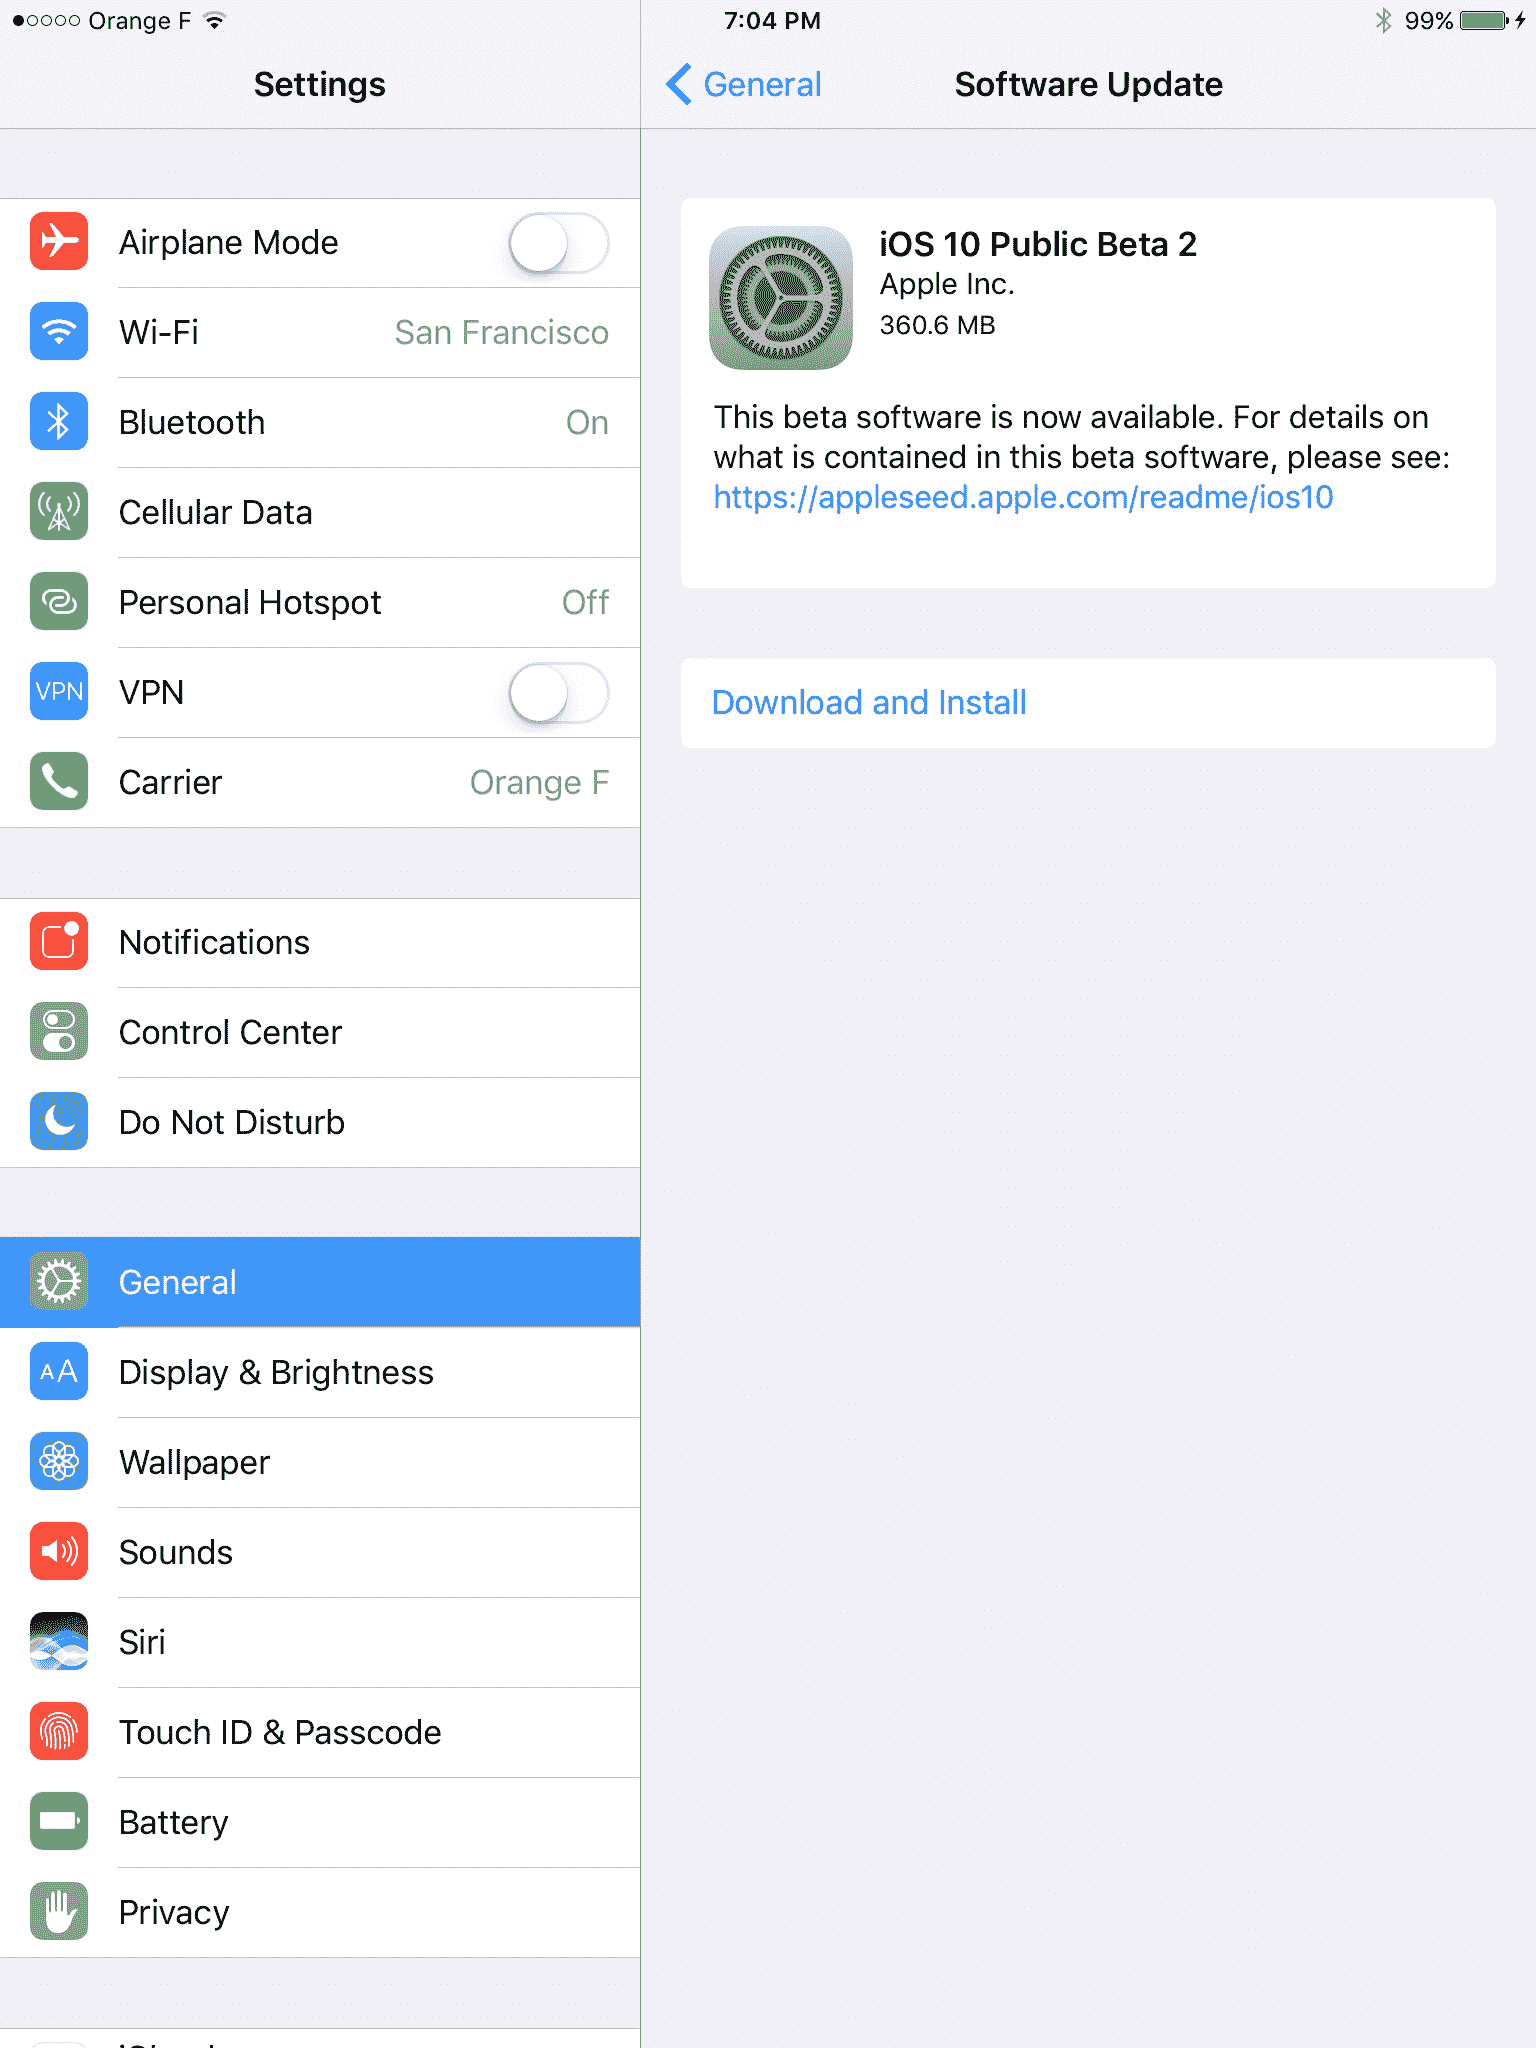 Orange F
7:04 PM
99%
Settings
General
Software Update
Airplane Mode
Wi-Fi San Francisco
Bluetooth On
Cellular Data
Personal Hotspot Off
VPN VPN
Carrier Orange F
Notifications
Control Center
Do Not Disturb
General
AA Display & Brightness
Wallpaper
Sounds
Siri
Touch ID & Passcode
Battery
Privacy
iOS 10 Public Beta 2
Apple Inc.
360.6 MB
This beta software is now available. For details on
what is contained in this beta software, please see:
https://appleseed.apple.com/readme/ios10
Download and Install